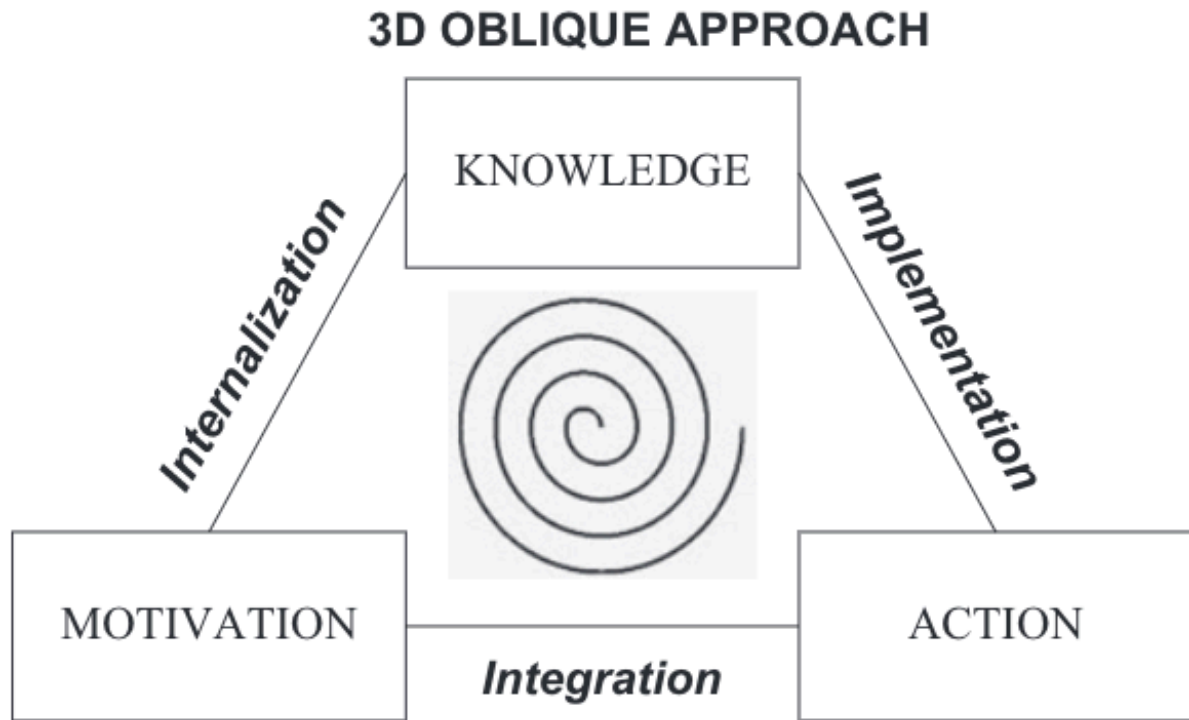 3D OBLIQUE APPROACH
KNOWLEDGE
Internalization
Implementation
MOTIVATION
ACTION
Integration